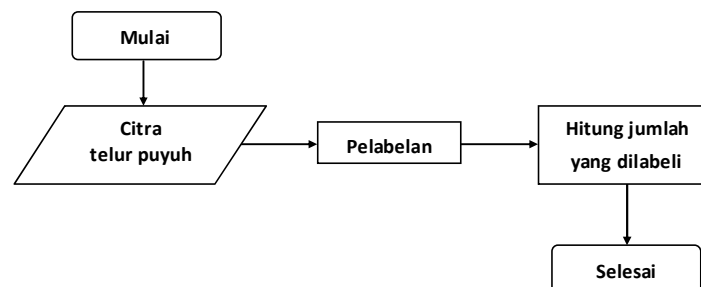 Mulai
Citra
telur puyuh
Pelabelan
Hitung jumlah
yang dilabeli
Selesai